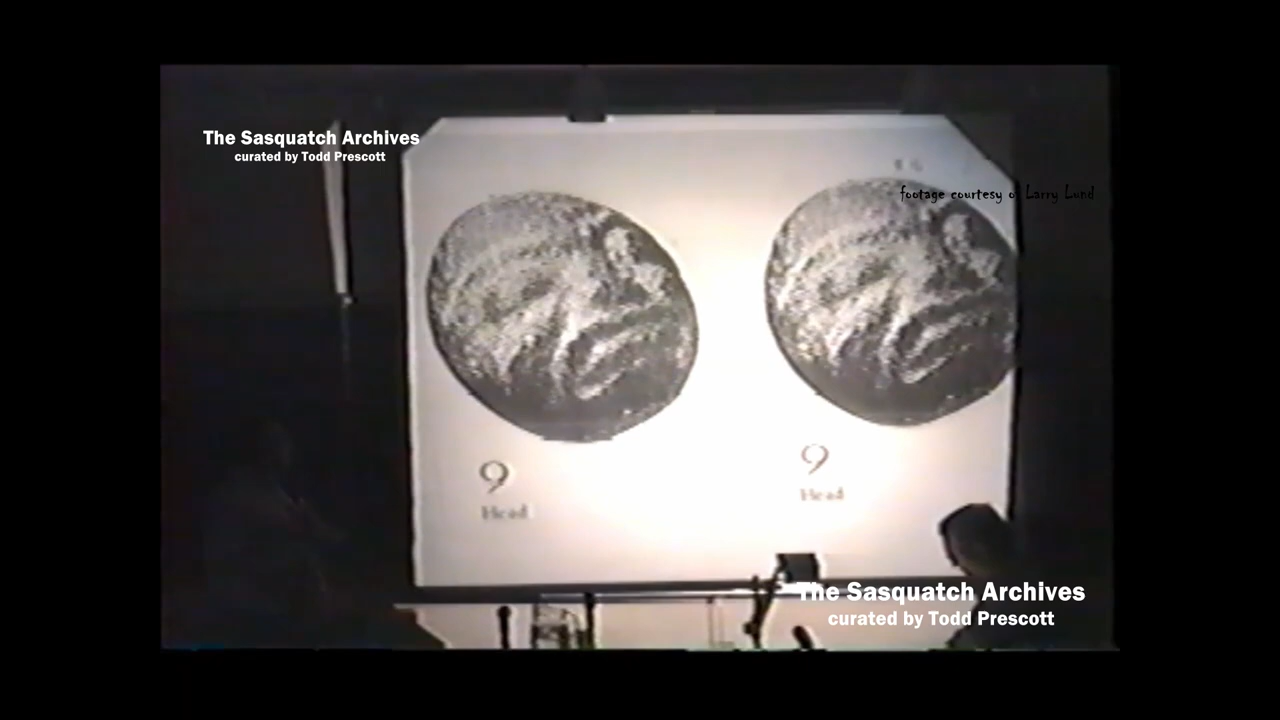 The Sasquatch Archives
curated by Todd Prescott
footage courtesy of Larry Lund
9
Head
9
Head
The Sasquatch Archives
curated by Todd Prescott